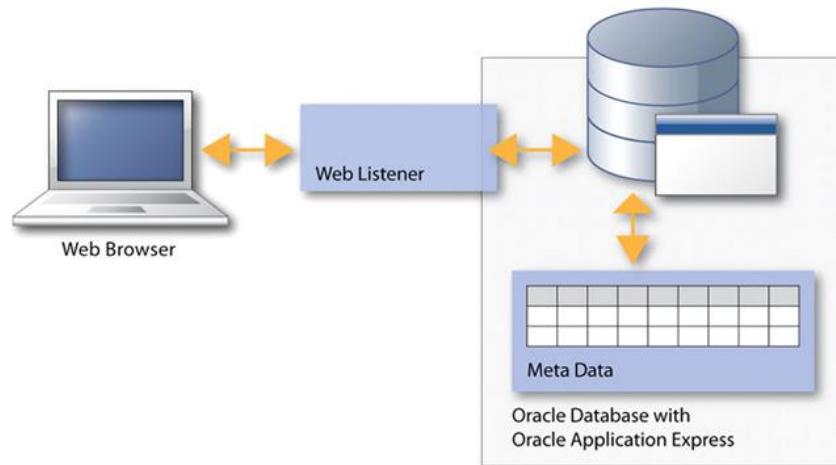 Web Browser
Web Listener
Meta Data
Oracle Database with
Oracle Application Express